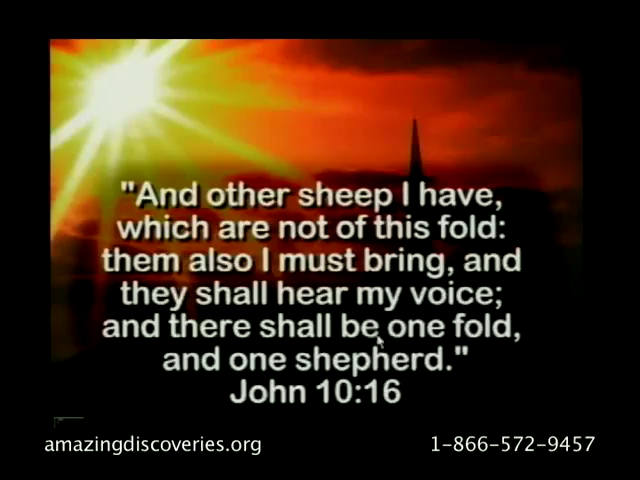 "And other sheep I have,
which are not of this fold:
them also I must bring, and
they shall hear my voice;
and there shall be one fold,
and one shepherd."
John 10:16
amazingdiscoveries.org
1-866-572-9457